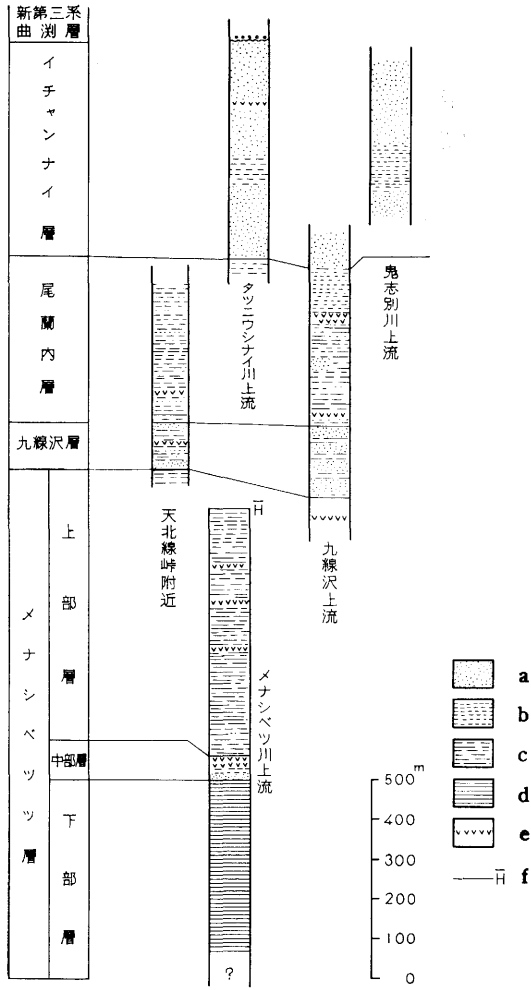 新第三系
曲渕層
イチャンナイ層
尾蘭内層
九線沢層
メナシベツ層
上部層
中部層
下部層
天北線峠附近
タツニウシナイ川上流
メナシベツ川上流
H
?
九線沢上流
鬼志別川上流
a
b
c
d
e
H f
500 m
400
300
200
100
0